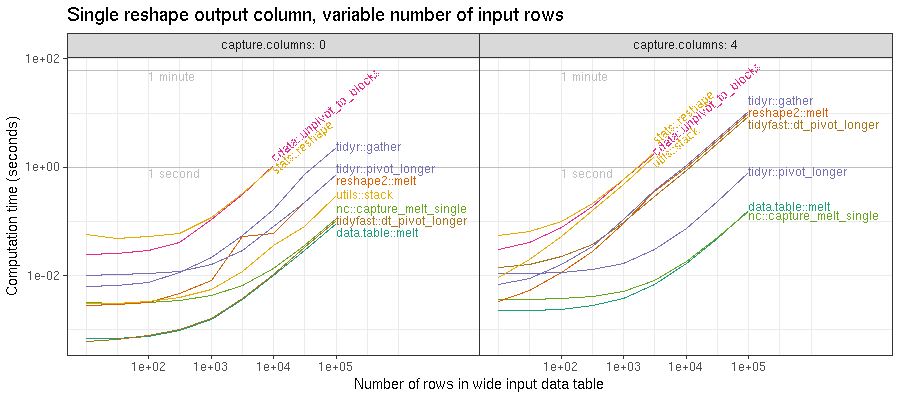 Single reshape output column, variable number of input rows
capture.columns: 0
capture.columns: 4
Computation time (seconds)
1e+02
1e+00
1e-02
1 minute
1 second
cdata::unpivot_to_blocks
stats::reshape
tidyr::gather
tidyr::pivot_longer
reshape2::melt
utils::stack
nc::capture_melt_single
tidyfast::dt_pivot_longer
data.table::melt
1 minute
1 second
stats::reshape
cdata::unpivot_to_blocks
utils::stack
tidyr::gather
reshape2::melt
tidyfast::dt_pivot_longer
tidyr::pivot_longer
data.table::melt
nc::capture_melt_single
1e+02 1e+03 1e+04 1e+05
1e+02 1e+03 1e+04 1e+05
Number of rows in wide input data table